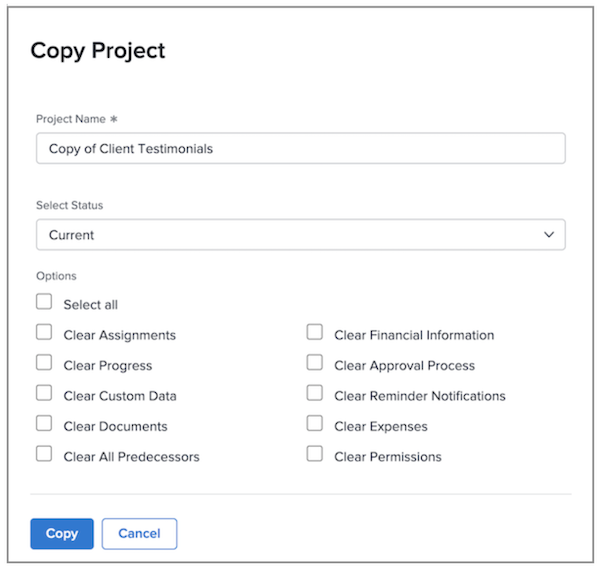 Copy Project
Project Name *
Copy of Client Testimonials
Select Status
Current
Options
Select all
Clear Assignments
Clear Financial Information
Clear Progress
Clear Approval Process
Clear Custom Data
Clear Reminder Notifications
Clear Documents
Clear Expenses
Clear All Predecessors
Clear Permissions
Copy
Cancel